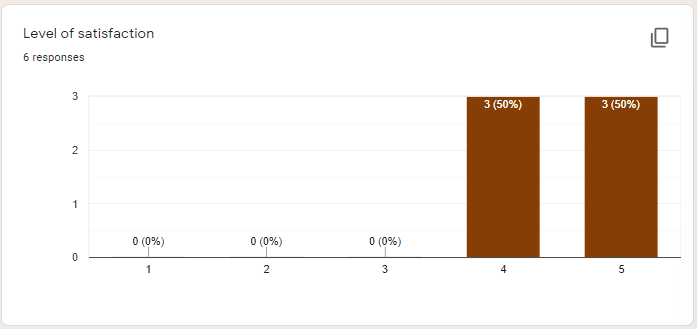 Level of satisfaction
6 responses
3
3 (50%) 3 (50%)
2
1
0 (0%) 0 (0%) 0 (0%)
0
1 2 3 4 5